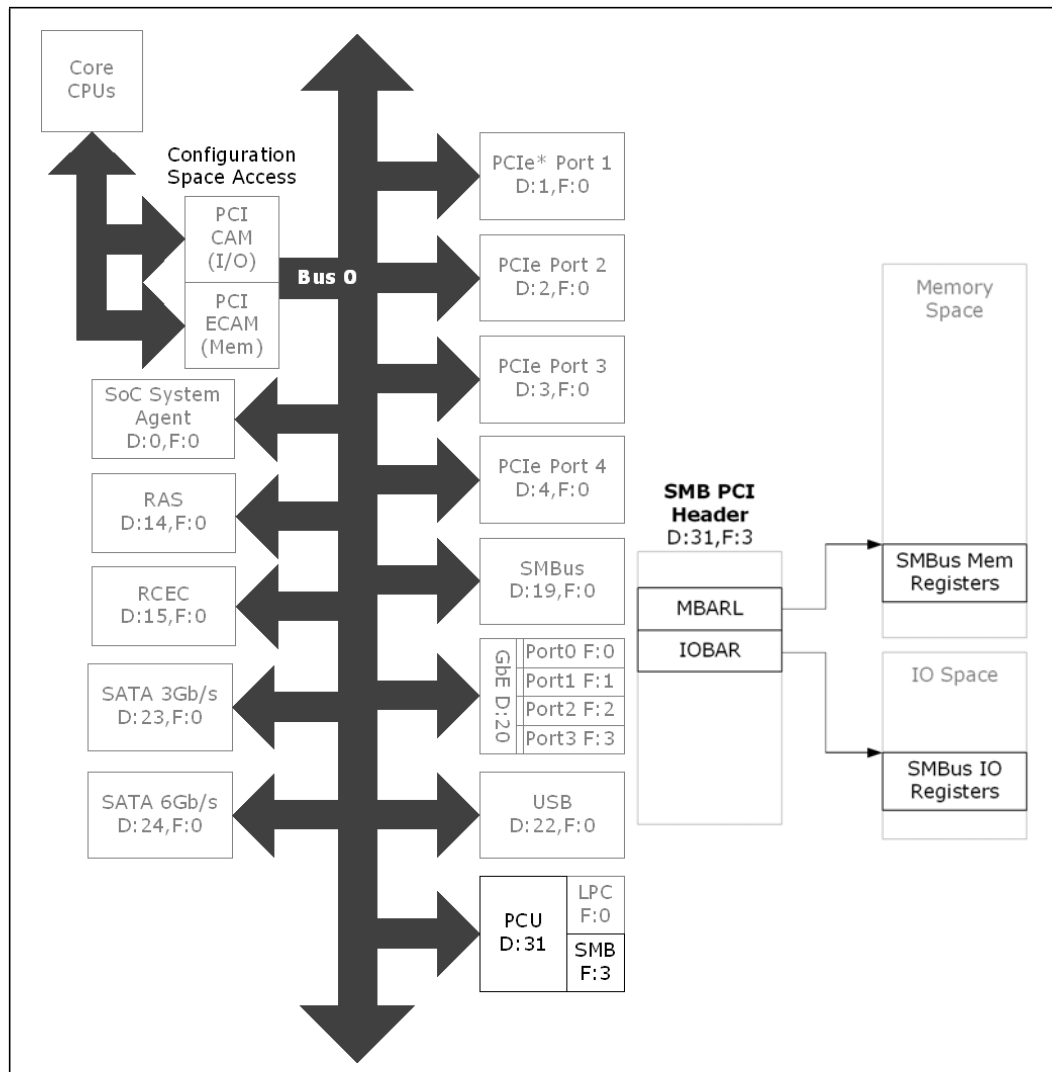 Core
CPUs
Configuration
Space Access
PCI
CAM
(I/O)
PCI
ECAM
(Mem)
Bus 0
SoC System
Agent
D:0,F:0
RAS
D:14,F:0
RCEC
D:15,F:0
SATA 3Gb/s
D:23,F:0
SATA 6Gb/s
D:24,F:0
PCIe* Port 1
D:1,F:0
PCIe Port 2
D:2,F:0
PCIe Port 3
D:3,F:0
PCIe Port 4
D:4,F:0
SMBus
D:19,F:0
GbE D:20
Port0 F:0
Port1 F:1
Port2 F:2
Port3 F:3
USB
D:22,F:0
PCU
D:31
LPC
F:0
SMB
F:3
SMB PCI
Header
D:31,F:3
MBARL
IOBAR
Memory
Space
SMBus Mem
Registers
IO Space
SMBus IO
Registers